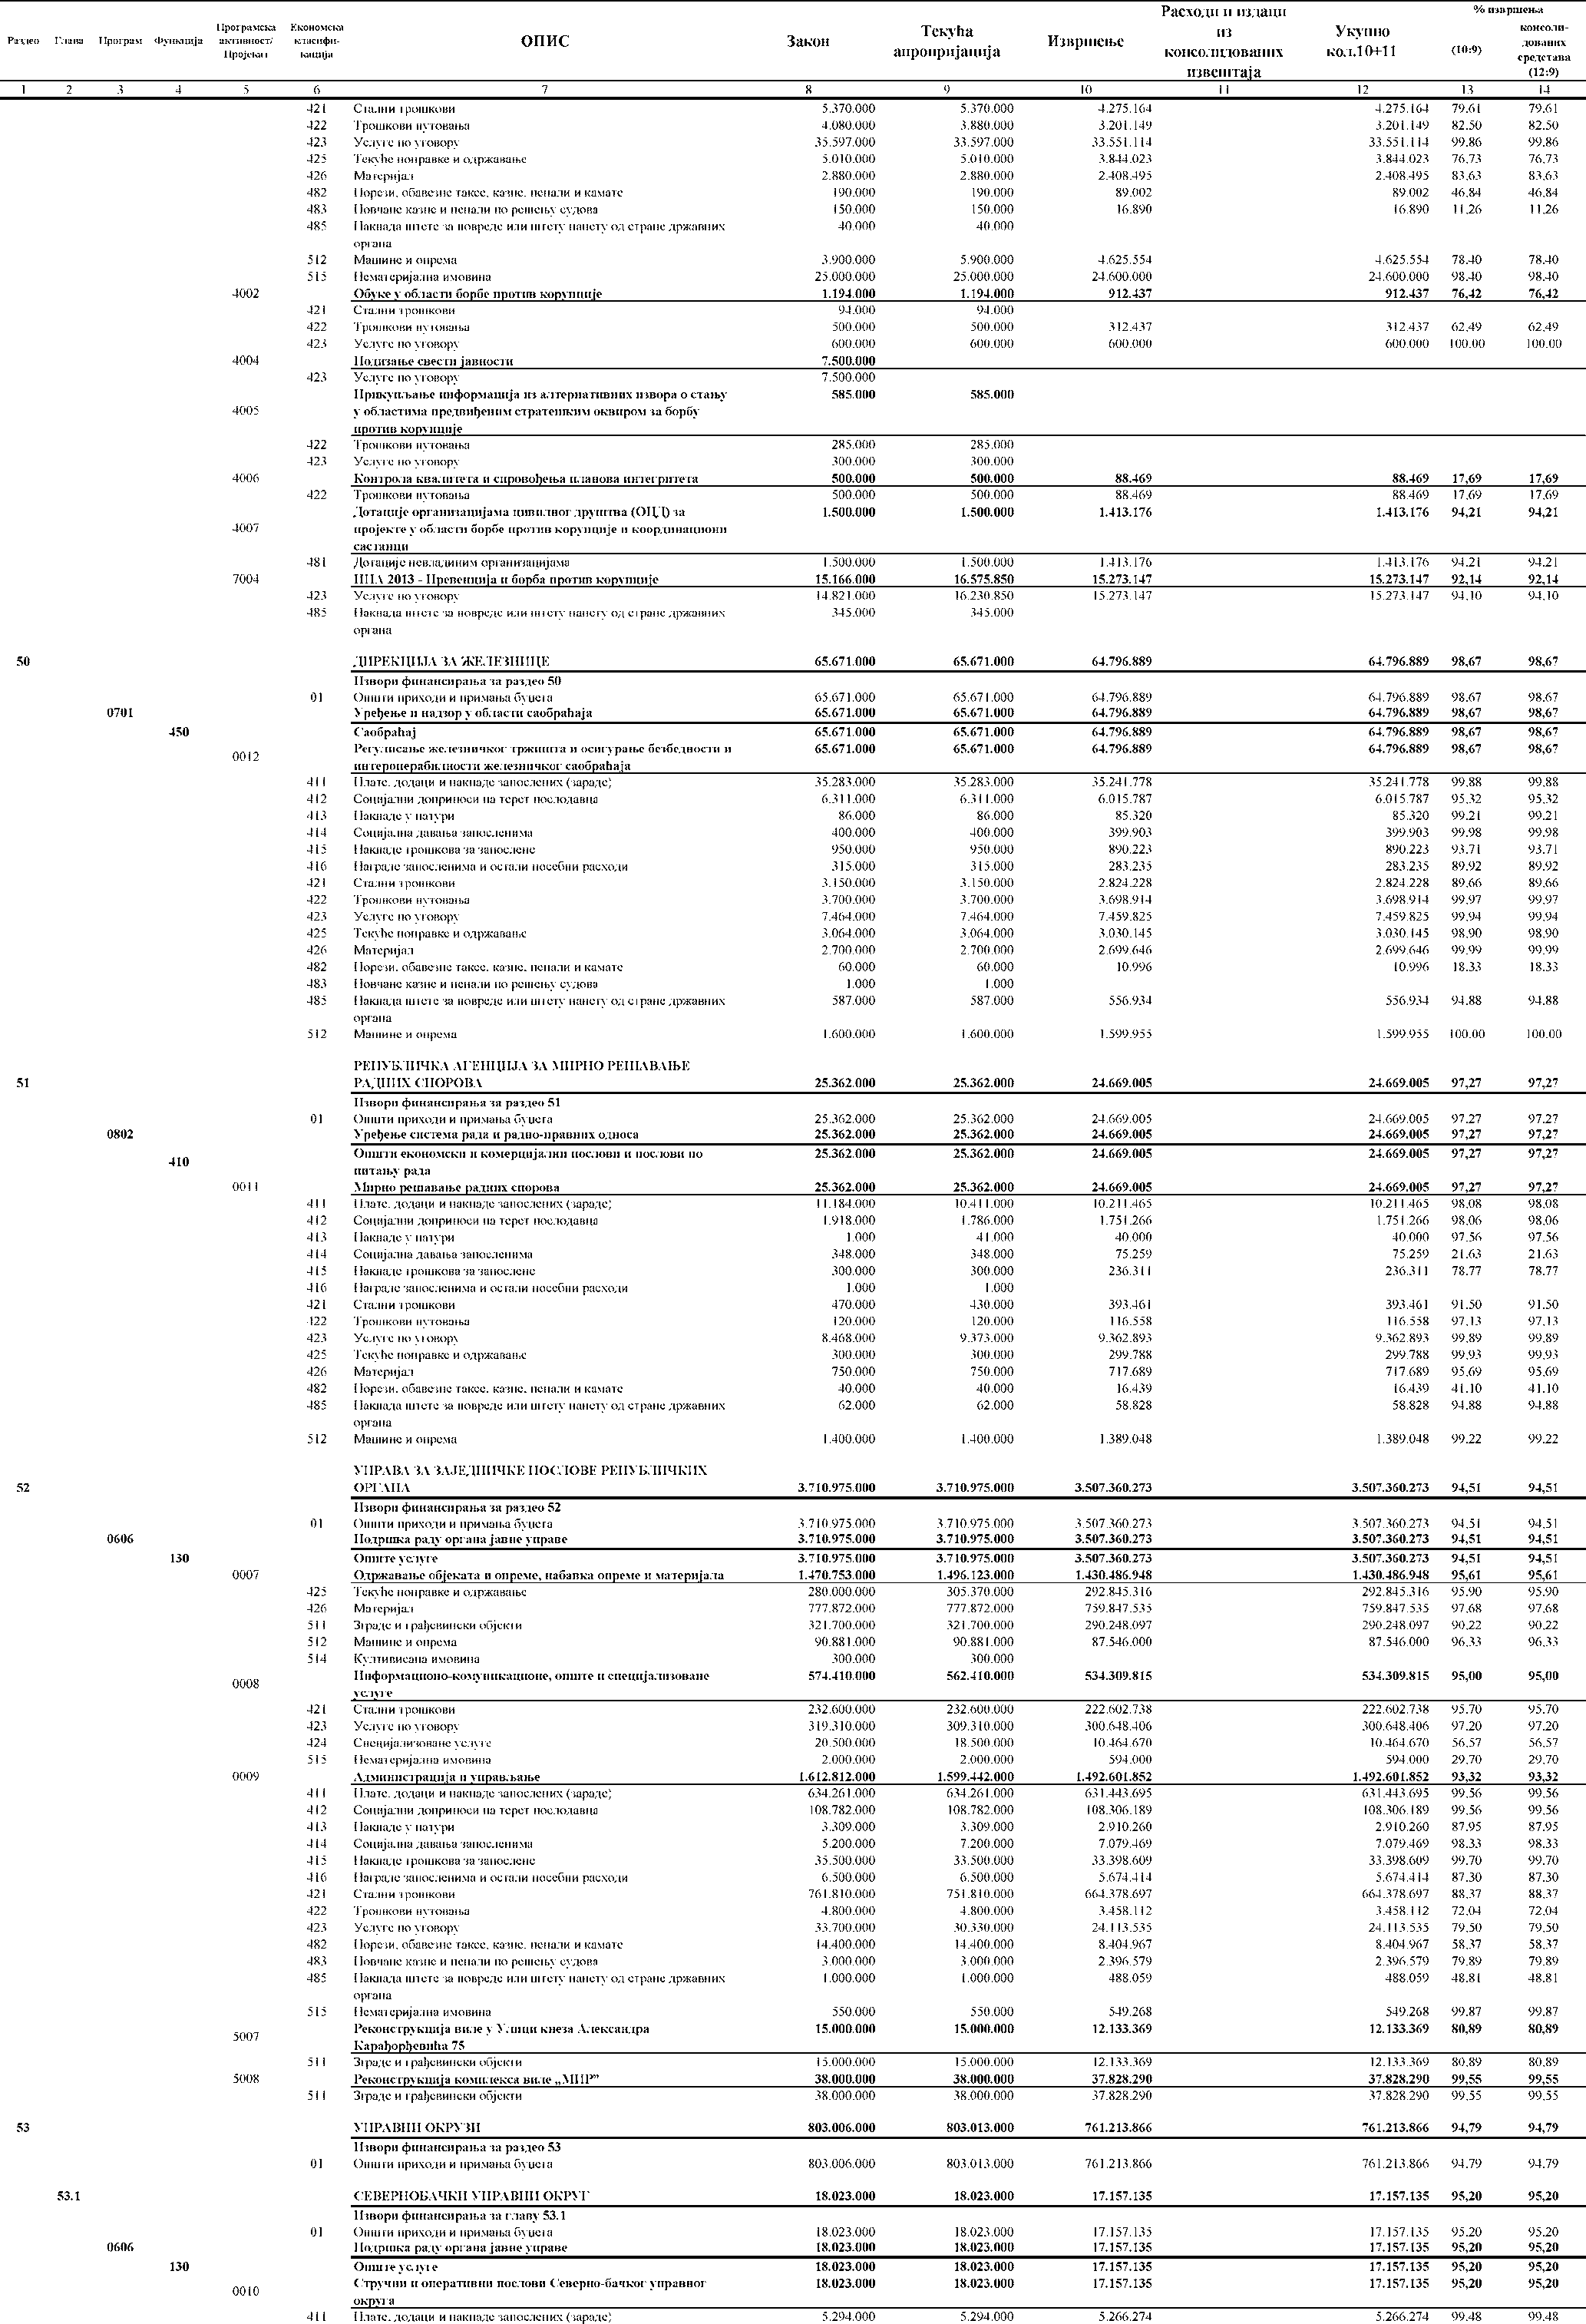 Раздео Глава Програм Функција Програмска активност/ Пројекат Економска класифи- кација ОПИС Закон Текућа апропријација Извршење Расходи и издаци из консолидованих извештаја Укупно кол.10+11 % извршења (10:9) консоли- дованих средстава (12:9)
1 2 3 4 5 6 7 8 9 10 11 12 13 14
421 Стални трошкови 5.370.000 5.370.000 4.275.164 4.275.164 79,61 79,61
422 Трошкови путовања 4.080.000 3.880.000 3.201.149 3.201.149 82,50 82,50
423 Услуге по уговору 35.597.000 33.597.000 33.551.114 33.551.114 99,86 99,86
425 Текуће поправке и одржавање 5.010.000 5.010.000 3.844.023 3.844.023 76,73 76,73
426 Материјал 2.880.000 2.880.000 2.408.495 2.408.495 83,63 83,63
482 Порези, обавезне таксе, казне, пенали и камате 190.000 190.000 89.002 89.002 46,84 46,84
483 Новчане казне и пенали по решењу судова 150.000 150.000 16.890 16.890 11,26 11,26
485 Накнада штете за повреде или штету нанету од стране државних 40.000 40.000
органа
512 Машине и опрема 3.900.000 5.900.000 4.625.554 4.625.554 78,40 78,40
515 Нематеријална имовина 25.000.000 25.000.000 24.600.000 24.600.000 98,40 98,40
4002 Обуке у области борбе против корупције 1.194.000 1.194.000 912.437 912.437 76,42 76,42
421 Стални трошкови 94.000 94.000
422 Трошкови путовања 500.000 500.000 312.437 312.437 62,49 62,49
423 Услуге по уговору 600.000 600.000 600.000 600.000 100,00 100,00
4004 Подизање свести јавности 7.500.000
423 Услуге по уговору 7.500.000
Прикупљање информација из алтернативних извора о стању 585.000 585.000
4005 у областима предвиђеним стратешким оквиром за борбу
против корупције
422 Трошкови путовања 285.000 285.000
423 Услуге по уговору 300.000 300.000
4006 Контрола квалитета и спровођења планова интегритета 500.000 500.000 88.469 88.469 17,69 17,69
422 Трошкови путовања 500.000 500.000 88.469 88.469 17,69 17,69
Дотације организацијама цивилног друштва (ОЦД) за 1.500.000 1.500.000 1.413.176 1.413.176 94,21 94,21
4007 пројекте у области борбе против корупције и координациони
састанци
481 Дотације невладиним организацијама 1.500.000 1.500.000 1.413.176 1.413.176 94,21 94,21
7004 ИПА 2013 - Превенција и борба против корупције 15.166.000 16.575.850 15.273.147 15.273.147 92,14 92,14
423 Услуге по уговору 14.821.000 16.230.850 15.273.147 15.273.147 94,10 94,10
485 Накнада штете за повреде или штету нанету од стране државних 345.000 345.000
органа
50 ДИРЕКЦИЈА ЗА ЖЕЛЕЗНИЦЕ 65.671.000 65.671.000 64.796.889 64.796.889 98,67 98,67
Извори финансирања за раздео 50
01 Општи приходи и примања буџета 65.671.000 65.671.000 64.796.889 64.796.889 98,67 98,67
0701 Уређење и надзор у области саобраћаја 65.671.000 65.671.000 64.796.889 64.796.889 98,67 98,67
450 Саобраћај 65.671.000 65.671.000 64.796.889 64.796.889 98,67 98,67
0012 Регулисање железничког тржишта и осигурање безбедности и 65.671.000 65.671.000 64.796.889 64.796.889 98,67 98,67
интероперабилности железничког саобраћаја
411 Плате, додаци и накнаде запослених (зараде) 35.283.000 35.283.000 35.241.778 35.241.778 99,88 99,88
412 Социјални доприноси на терет послодавца 6.311.000 6.311.000 6.015.787 6.015.787 95,32 95,32
413 Накнаде у натури 86.000 86.000 85.320 85.320 99,21 99,21
414 Социјална давања запосленима 400.000 400.000 399.903 399.903 99,98 99,98
415 Накнаде трошкова за запослене 950.000 950.000 890.223 890.223 93,71 93,71
416 Награде запосленима и остали посебни расходи 315.000 315.000 283.235 283.235 89,92 89,92
421 Стални трошкови 3.150.000 3.150.000 2.824.228 2.824.228 89,66 89,66
422 Трошкови путовања 3.700.000 3.700.000 3.698.914 3.698.914 99,97 99,97
423 Услуге по уговору 7.464.000 7.464.000 7.459.825 7.459.825 99,94 99,94
425 Текуће поправке и одржавање 3.064.000 3.064.000 3.030.145 3.030.145 98,90 98,90
426 Материјал 2.700.000 2.700.000 2.699.646 2.699.646 99,99 99,99
482 Порези, обавезне таксе, казне, пенали и камате 60.000 60.000 10.996 10.996 18,33 18,33
483 Новчане казне и пенали по решењу судова 1.000 1.000
485 Накнада штете за повреде или штету нанету од стране државних 587.000 587.000 556.934 556.934 94,88 94,88
органа
512 Машине и опрема 1.600.000 1.600.000 1.599.955 1.599.955 100,00 100,00
РЕПУБЛИЧКА АГЕНЦИЈА ЗА МИРНО РЕШАВАЊЕ
51 РАДНИХ СПОРОВА 25.362.000 25.362.000 24.669.005 24.669.005 97,27 97,27
Извори финансирања за раздео 51
01 Општи приходи и примања буџета 25.362.000 25.362.000 24.669.005 24.669.005 97,27 97,27
0802 Уређење система рада и радно-правних односа 25.362.000 25.362.000 24.669.005 24.669.005 97,27 97,27
410 Општи економски и комерцијални послови и послови по 25.362.000 25.362.000 24.669.005 24.669.005 97,27 97,27
питању рада
0011 Мирно решавање радних спорова 25.362.000 25.362.000 24.669.005 24.669.005 97,27 97,27
411 Плате, додаци и накнаде запослених (зараде) 11.184.000 10.411.000 10.211.465 10.211.465 98,08 98,08
412 Социјални доприноси на терет послодавца 1.918.000 1.786.000 1.751.266 1.751.266 98,06 98,06
413 Накнаде у натури 1.000 41.000 40.000 40.000 97,56 97,56
414 Социјална давања запосленима 348.000 348.000 75.259 75.259 21,63 21,63
415 Накнаде трошкова за запослене 300.000 300.000 236.311 236.311 78,77 78,77
416 Награде запосленима и остали посебни расходи 1.000 1.000
421 Стални трошкови 470.000 430.000 393.461 393.461 91,50 91,50
422 Трошкови путовања 120.000 120.000 116.558 116.558 97,13 97,13
423 Услуге по уговору 8.468.000 9.373.000 9.362.893 9.362.893 99,89 99,89
425 Текуће поправке и одржавање 300.000 300.000 299.788 299.788 99,93 99,93
426 Материјал 750.000 750.000 717.689 717.689 95,69 95,69
482 Порези, обавезне таксе, казне, пенали и камате 40.000 40.000 16.439 16.439 41,10 41,10
485 Накнада штете за повреде или штету нанету од стране државних 62.000 62.000 58.828 58.828 94,88 94,88
органа
512 Машине и опрема 1.400.000 1.400.000 1.389.048 1.389.048 99,22 99,22
УПРАВА ЗА ЗАЈЕДНИЧКЕ ПОСЛОВЕ РЕПУБЛИЧКИХ
52 ОРГАНА 3.710.975.000 3.710.975.000 3.507.360.273 3.507.360.273 94,51 94,51
Извори финансирања за раздео 52
01 Општи приходи и примања буџета 3.710.975.000 3.710.975.000 3.507.360.273 3.507.360.273 94,51 94,51
0606 Подршка раду органа јавне управе 3.710.975.000 3.710.975.000 3.507.360.273 3.507.360.273 94,51 94,51
130 Опште услуге 3.710.975.000 3.710.975.000 3.507.360.273 3.507.360.273 94,51 94,51
0007 Одржавање објеката и опреме, набавка опреме и материјала 1.470.753.000 1.496.123.000 1.430.486.948 1.430.486.948 95,61 95,61
425 Текуће поправке и одржавање 280.000.000 305.370.000 292.845.316 292.845.316 95,90 95,90
426 Материјал 777.872.000 777.872.000 759.847.535 759.847.535 97,68 97,68
511 Зграде и грађевински објекти 321.700.000 321.700.000 290.248.097 290.248.097 90,22 90,22
512 Машине и опрема 90.881.000 90.881.000 87.546.000 87.546.000 96,33 96,33
514 Култивисана имовина 300.000 300.000
0008 Информационо-комуникационе, опште и специјализоване 574.410.000 562.410.000 534.309.815 534.309.815 95,00 95,00
услуге
421 Стални трошкови 232.600.000 232.600.000 222.602.738 222.602.738 95,70 95,70
423 Услуге по уговору 319.310.000 309.310.000 300.648.406 300.648.406 97,20 97,20
424 Специјализоване услуге 20.500.000 18.500.000 10.464.670 10.464.670 56,57 56,57
515 Нематеријална имовина 2.000.000 2.000.000 594.000 594.000 29,70 29,70
0009 Администрација и управљање 1.612.812.000 1.599.442.000 1.492.601.852 1.492.601.852 93,32 93,32
411 Плате, додаци и накнаде запослених (зараде) 634.261.000 634.261.000 631.443.695 631.443.695 99,56 99,56
412 Социјални доприноси на терет послодавца 108.782.000 108.782.000 108.306.189 108.306.189 99,56 99,56
413 Накнаде у натури 3.309.000 3.309.000 2.910.260 2.910.260 87,95 87,95
414 Социјална давања запосленима 5.200.000 7.200.000 7.079.469 7.079.469 98,33 98,33
415 Накнаде трошкова за запослене 35.500.000 33.500.000 33.398.609 33.398.609 99,70 99,70
416 Награде запосленима и остали посебни расходи 6.500.000 6.500.000 5.674.414 5.674.414 87,30 87,30
421 Стални трошкови 761.810.000 751.810.000 664.378.697 664.378.697 88,37 88,37
422 Трошкови путовања 4.800.000 4.800.000 3.458.112 3.458.112 72,04 72,04
423 Услуге по уговору 33.700.000 30.330.000 24.113.535 24.113.535 79,50 79,50
482 Порези, обавезне таксе, казне, пенали и камате 14.400.000 14.400.000 8.404.967 8.404.967 58,37 58,37
483 Новчане казне и пенали по решењу судова 3.000.000 3.000.000 2.396.579 2.396.579 79,89 79,89
485 Накнада штете за повреде или штету нанету од стране државних 1.000.000 1.000.000 488.059 488.059 48,81 48,81
органа
515 Нематеријална имовина 550.000 550.000 549.268 549.268 99,87 99,87
5007 Реконструкција виле у Улици кнеза Александра 15.000.000 15.000.000 12.133.369 12.133.369 80,89 80,89
Карађорђевића 75
511 Зграде и грађевински објекти 15.000.000 15.000.000 12.133.369 12.133.369 80,89 80,89
5008 Реконструкција комплекса виле „МИР” 38.000.000 38.000.000 37.828.290 37.828.290 99,55 99,55
511 Зграде и грађевински објекти 38.000.000 38.000.000 37.828.290 37.828.290 99,55 99,55
53 УПРАВНИ ОКРУЗИ 803.006.000 803.013.000 761.213.866 761.213.866 94,79 94,79
Извори финансирања за раздео 53
01 Општи приходи и примања буџета 803.006.000 803.013.000 761.213.866 761.213.866 94,79 94,79
53.1 СЕВЕРНОБАЧКИ УПРАВНИ ОКРУГ 18.023.000 18.023.000 17.157.135 17.157.135 95,20 95,20
Извори финансирања за главу 53.1
01 Општи приходи и примања буџета 18.023.000 18.023.000 17.157.135 17.157.135 95,20 95,20
0606 Подршка раду органа јавне управе 18.023.000 18.023.000 17.157.135 17.157.135 95,20 95,20
130 Опште услуге 18.023.000 18.023.000 17.157.135 17.157.135 95,20 95,20
0010 Стручни и оперативни послови Северно-бачког управног 18.023.000 18.023.000 17.157.135 17.157.135 95,20 95,20
округа
411 Плате, додаци и накнаде запослених (зараде) 5.294.000 5.294.000 5.266.274 5.266.274 99,48 99,48